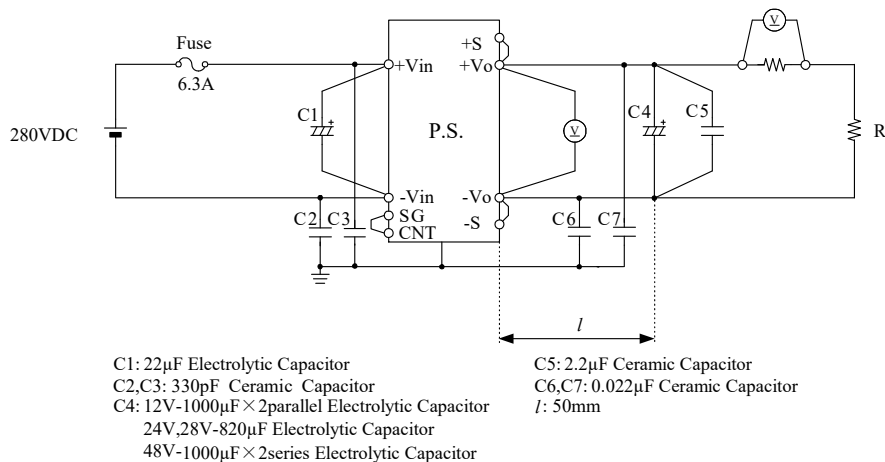 Fuse
6.3A
280VDC
C1
+
+Vin
-Vin
SG
CNT
P.S.
+S
+Vo
-Vo
-S
V
V
C2
C3
C4
+
C5
C6
C7
R
l
C1: 22μF Electrolytic Capacitor
C2,C3: 330pF Ceramic Capacitor
C4: 12V-1000μF×2parallel Electrolytic Capacitor
24V,28V-820μF Electrolytic Capacitor
48V-1000μF×2series Electrolytic Capacitor
C5: 2.2μF Ceramic Capacitor
C6,C7: 0.022μF Ceramic Capacitor
l: 50mm